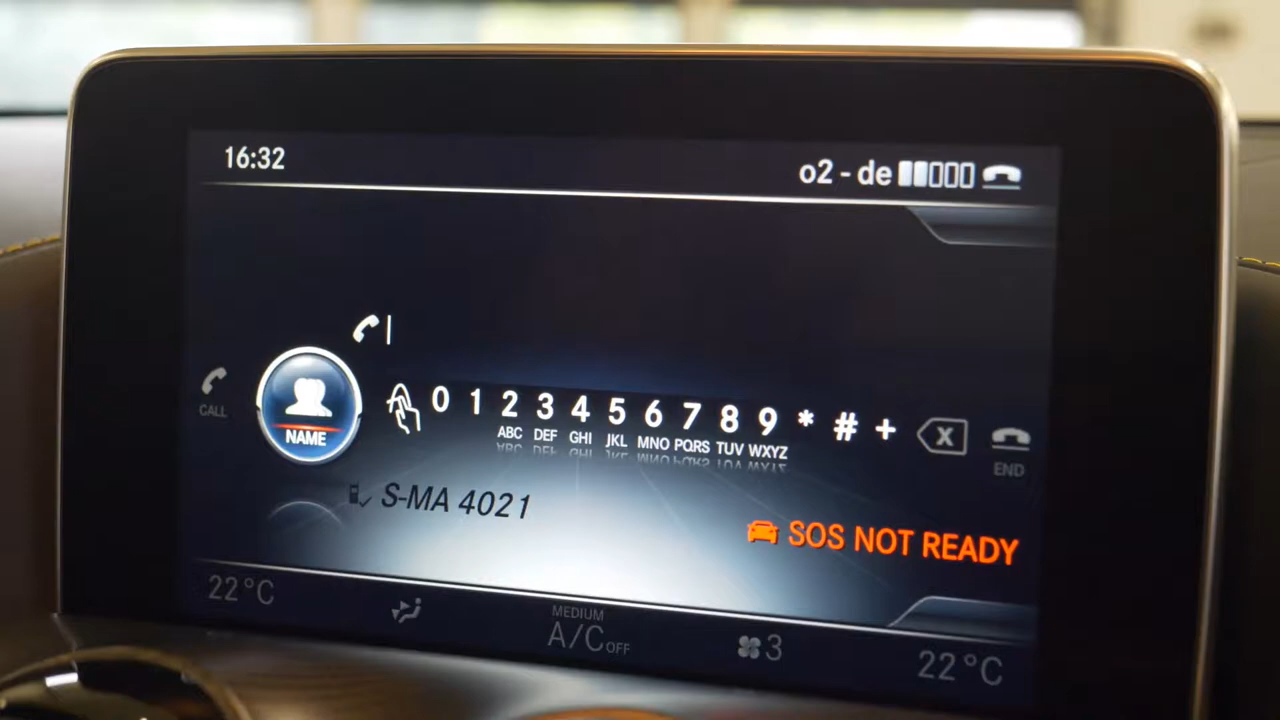 16:32
o2 - de
CALL
NAME
0 1 2 3 4 5 6 7 8 9 * # + X
ABC DEF GHI JKL MNO PQRS TUV WXYZ
END
S-MA 4021
SOS NOT READY
22°C
MEDIUM
A/C OFF
3
22°C